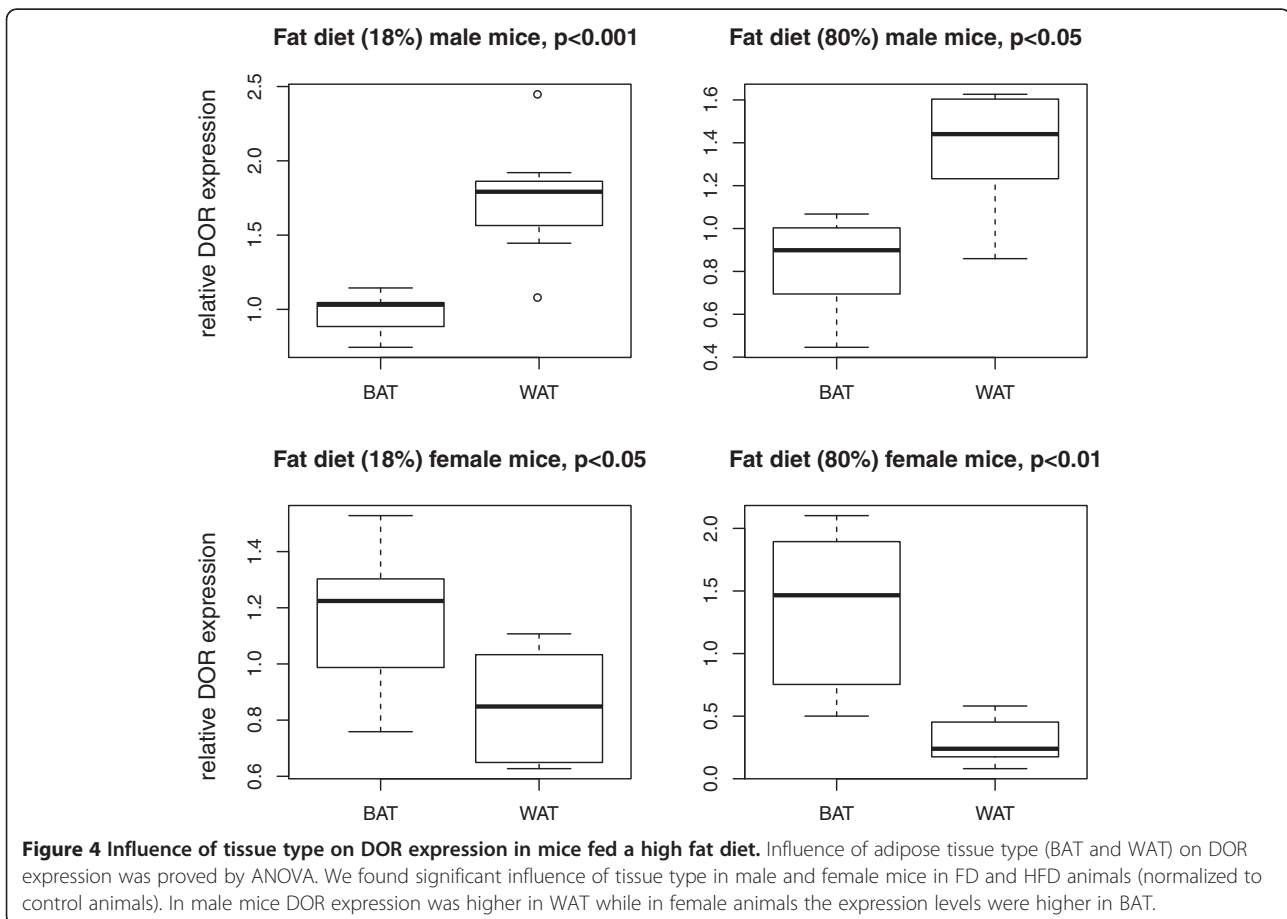 Fat diet (18%) male mice, p<0.001
relative DOR expression
2.5
2.0
1.5
1.0
BAT
WAT
Fat diet (80%) male mice, p<0.05
1.6
1.4
1.2
1.0
0.8
0.6
0.4
BAT
WAT
Fat diet (18%) female mice, p<0.05
relative DOR expression
1.4
1.2
1.0
0.8
0.6
BAT
WAT
Fat diet (80%) female mice, p<0.01
2.0
1.5
1.0
0.5
0.0
BAT
WAT
Figure 4 Influence of tissue type on DOR expression in mice fed a high fat diet. Influence of adipose tissue type (BAT and WAT) on DOR
expression was proved by ANOVA. We found significant influence of tissue type in male and female mice in FD and HFD animals (normalized to
control animals). In male mice DOR expression was higher in WAT while in female animals the expression levels were higher in BAT.